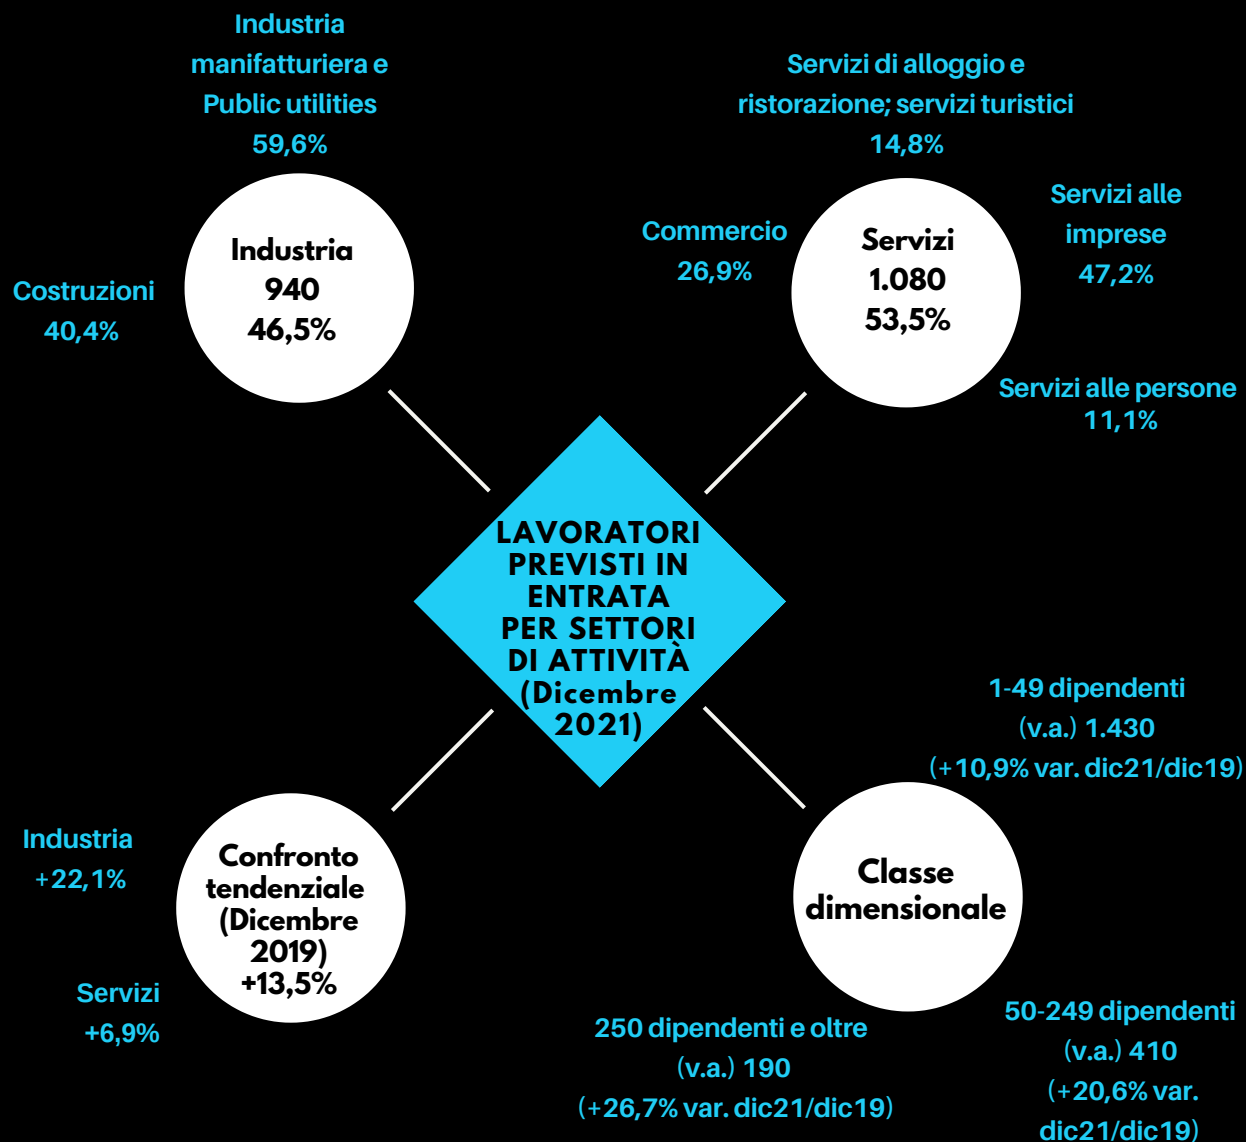 Industria
manifatturiera e
Public utilities
59,6%
Costruzioni
40,4%
Industria
940
46,5%
Servizi di alloggio e
ristorazione; servizi turistici
14,8%
Commercio
26,9%
Servizi
1.080
53,5%
Servizi alle
imprese
47,2%
Servizi alle persone
11,1%
LAVORATORI
PREVISTI IN
ENTRATA
PER SETTORI
DI ATTIVITÀ
(Dicembre
2021)
Industria
+22,1%
Servizi
+6,9%
Confronto
tendenziale
(Dicembre
2019)
+13,5%
1-49 dipendenti
(v.a.) 1.430
(+10,9% var. dic21/dic19)
Classe
dimensionale
250 dipendenti e oltre
(v.a.) 190
(+26,7% var. dic21/dic19)
50-249 dipendenti
(v.a.) 410
(+20,6% var.
dic21/dic19)